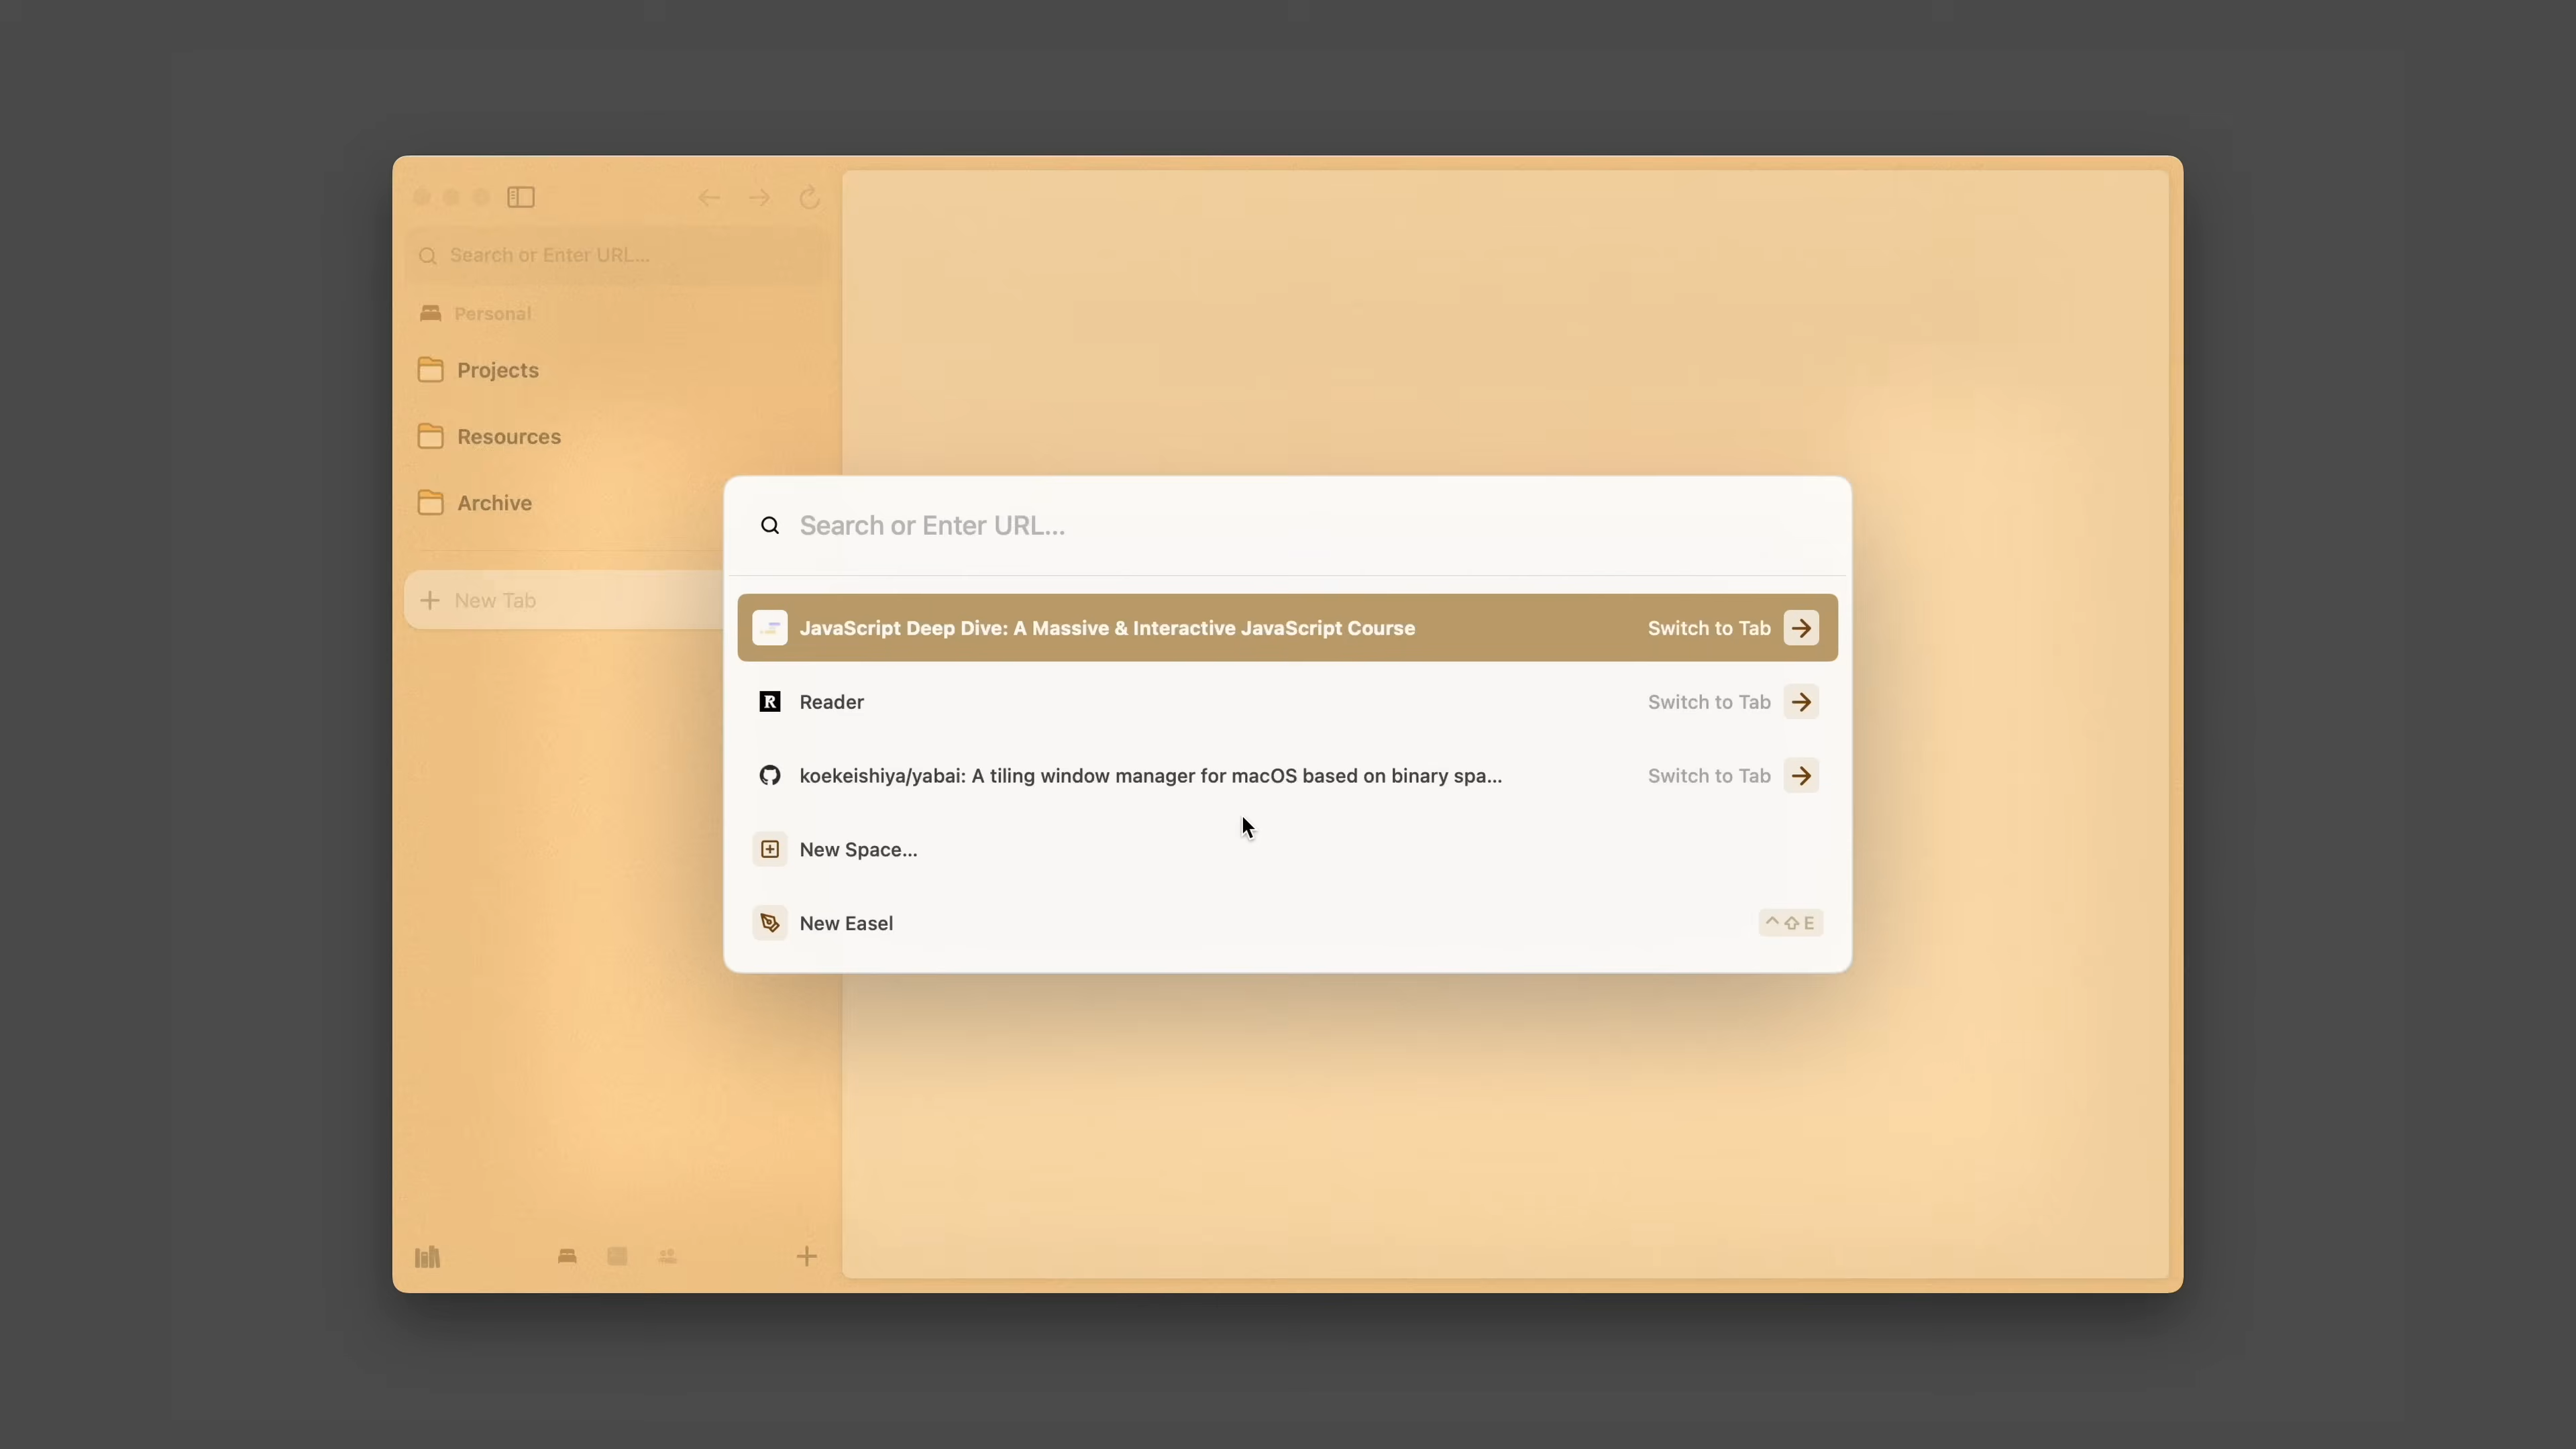 Search or Enter URL...
Personal
Projects
Resources
Archive
New Tab
Search or Enter URL...
JavaScript Deep Dive: A Massive & Interactive JavaScript Course Switch to Tab
Reader Switch to Tab
koekeishiya/yabai: A tiling window manager for macOS based on binary spa... Switch to Tab
New Space...
New Easel ^⇧E